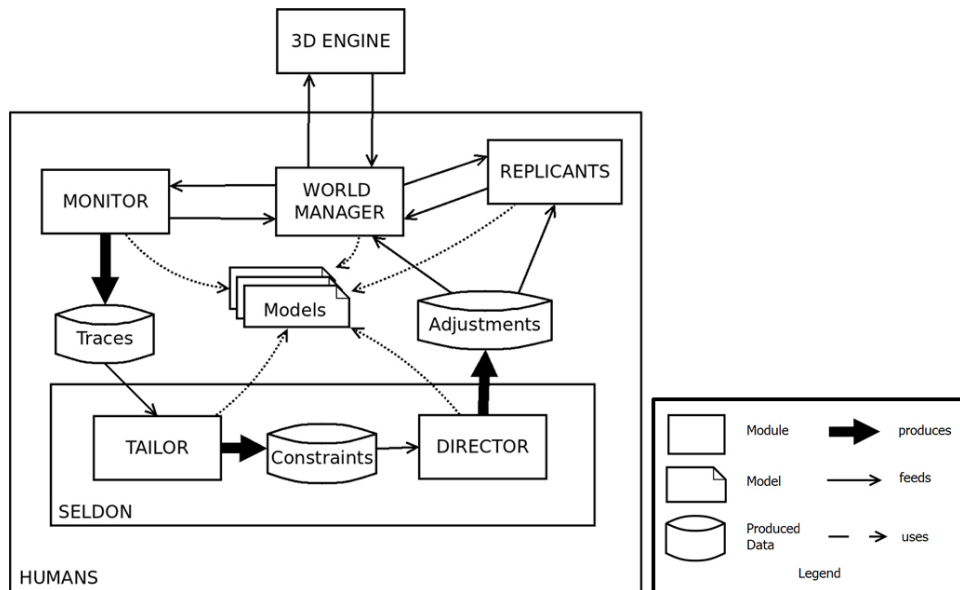 3D ENGINE
REPLICANTS
MONITOR
WORLD
MANAGER
Models
Adjustments
Traces
TAILOR
Constraints
DIRECTOR
SELDON
HUMANS
Module
produces
Model
feeds
Produced
Data
uses
Legend